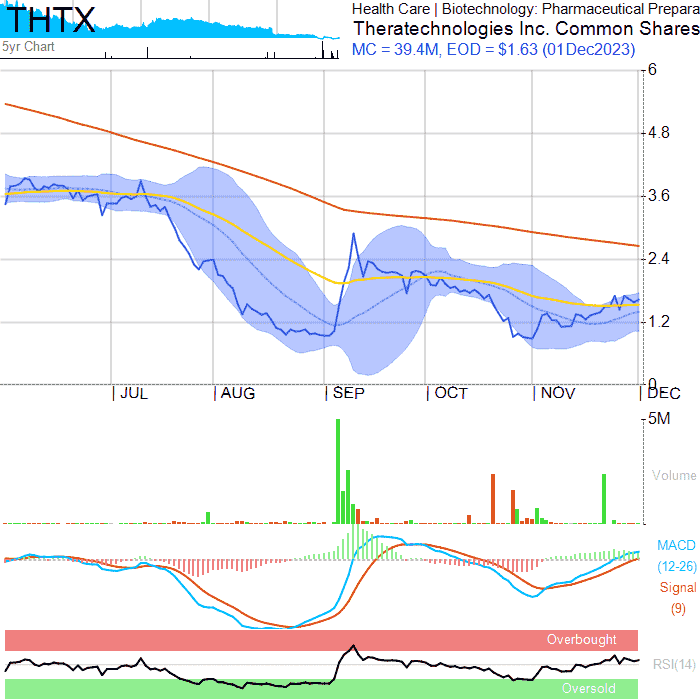 THTX
5yr Chart
Health Care | Biotechnology: Pharmaceutical Prepara
Theratechnologies Inc. Common Shares
MC = 39.4M, EOD = $1.63 (01Dec2023)
6
4.8
3.6
2.4
1.2
0
JUL AUG SEP OCT NOV DEC
5M
Volume
MACD
(12-26)
Signal
(9)
Overbought
RSI(14)
Oversold